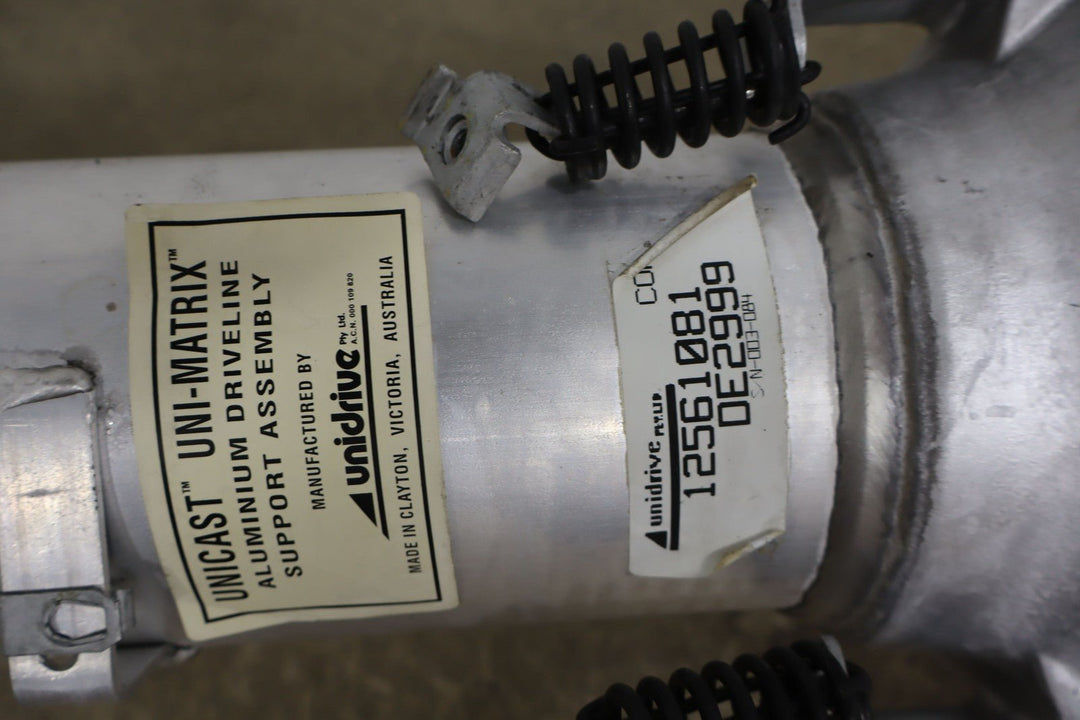 UNICAST™ UNI-MATRIX™
ALUMINIUM DRIVELINE
SUPPORT ASSEMBLY
MANUFACTURED BY
unidrive Pty Ltd.
A.C.N. 000 109 820
MADE IN CLAYTON, VICTORIA, AUSTRALIA
unidrive PTY.LTD
12561081
DE2999
S/N-003-084